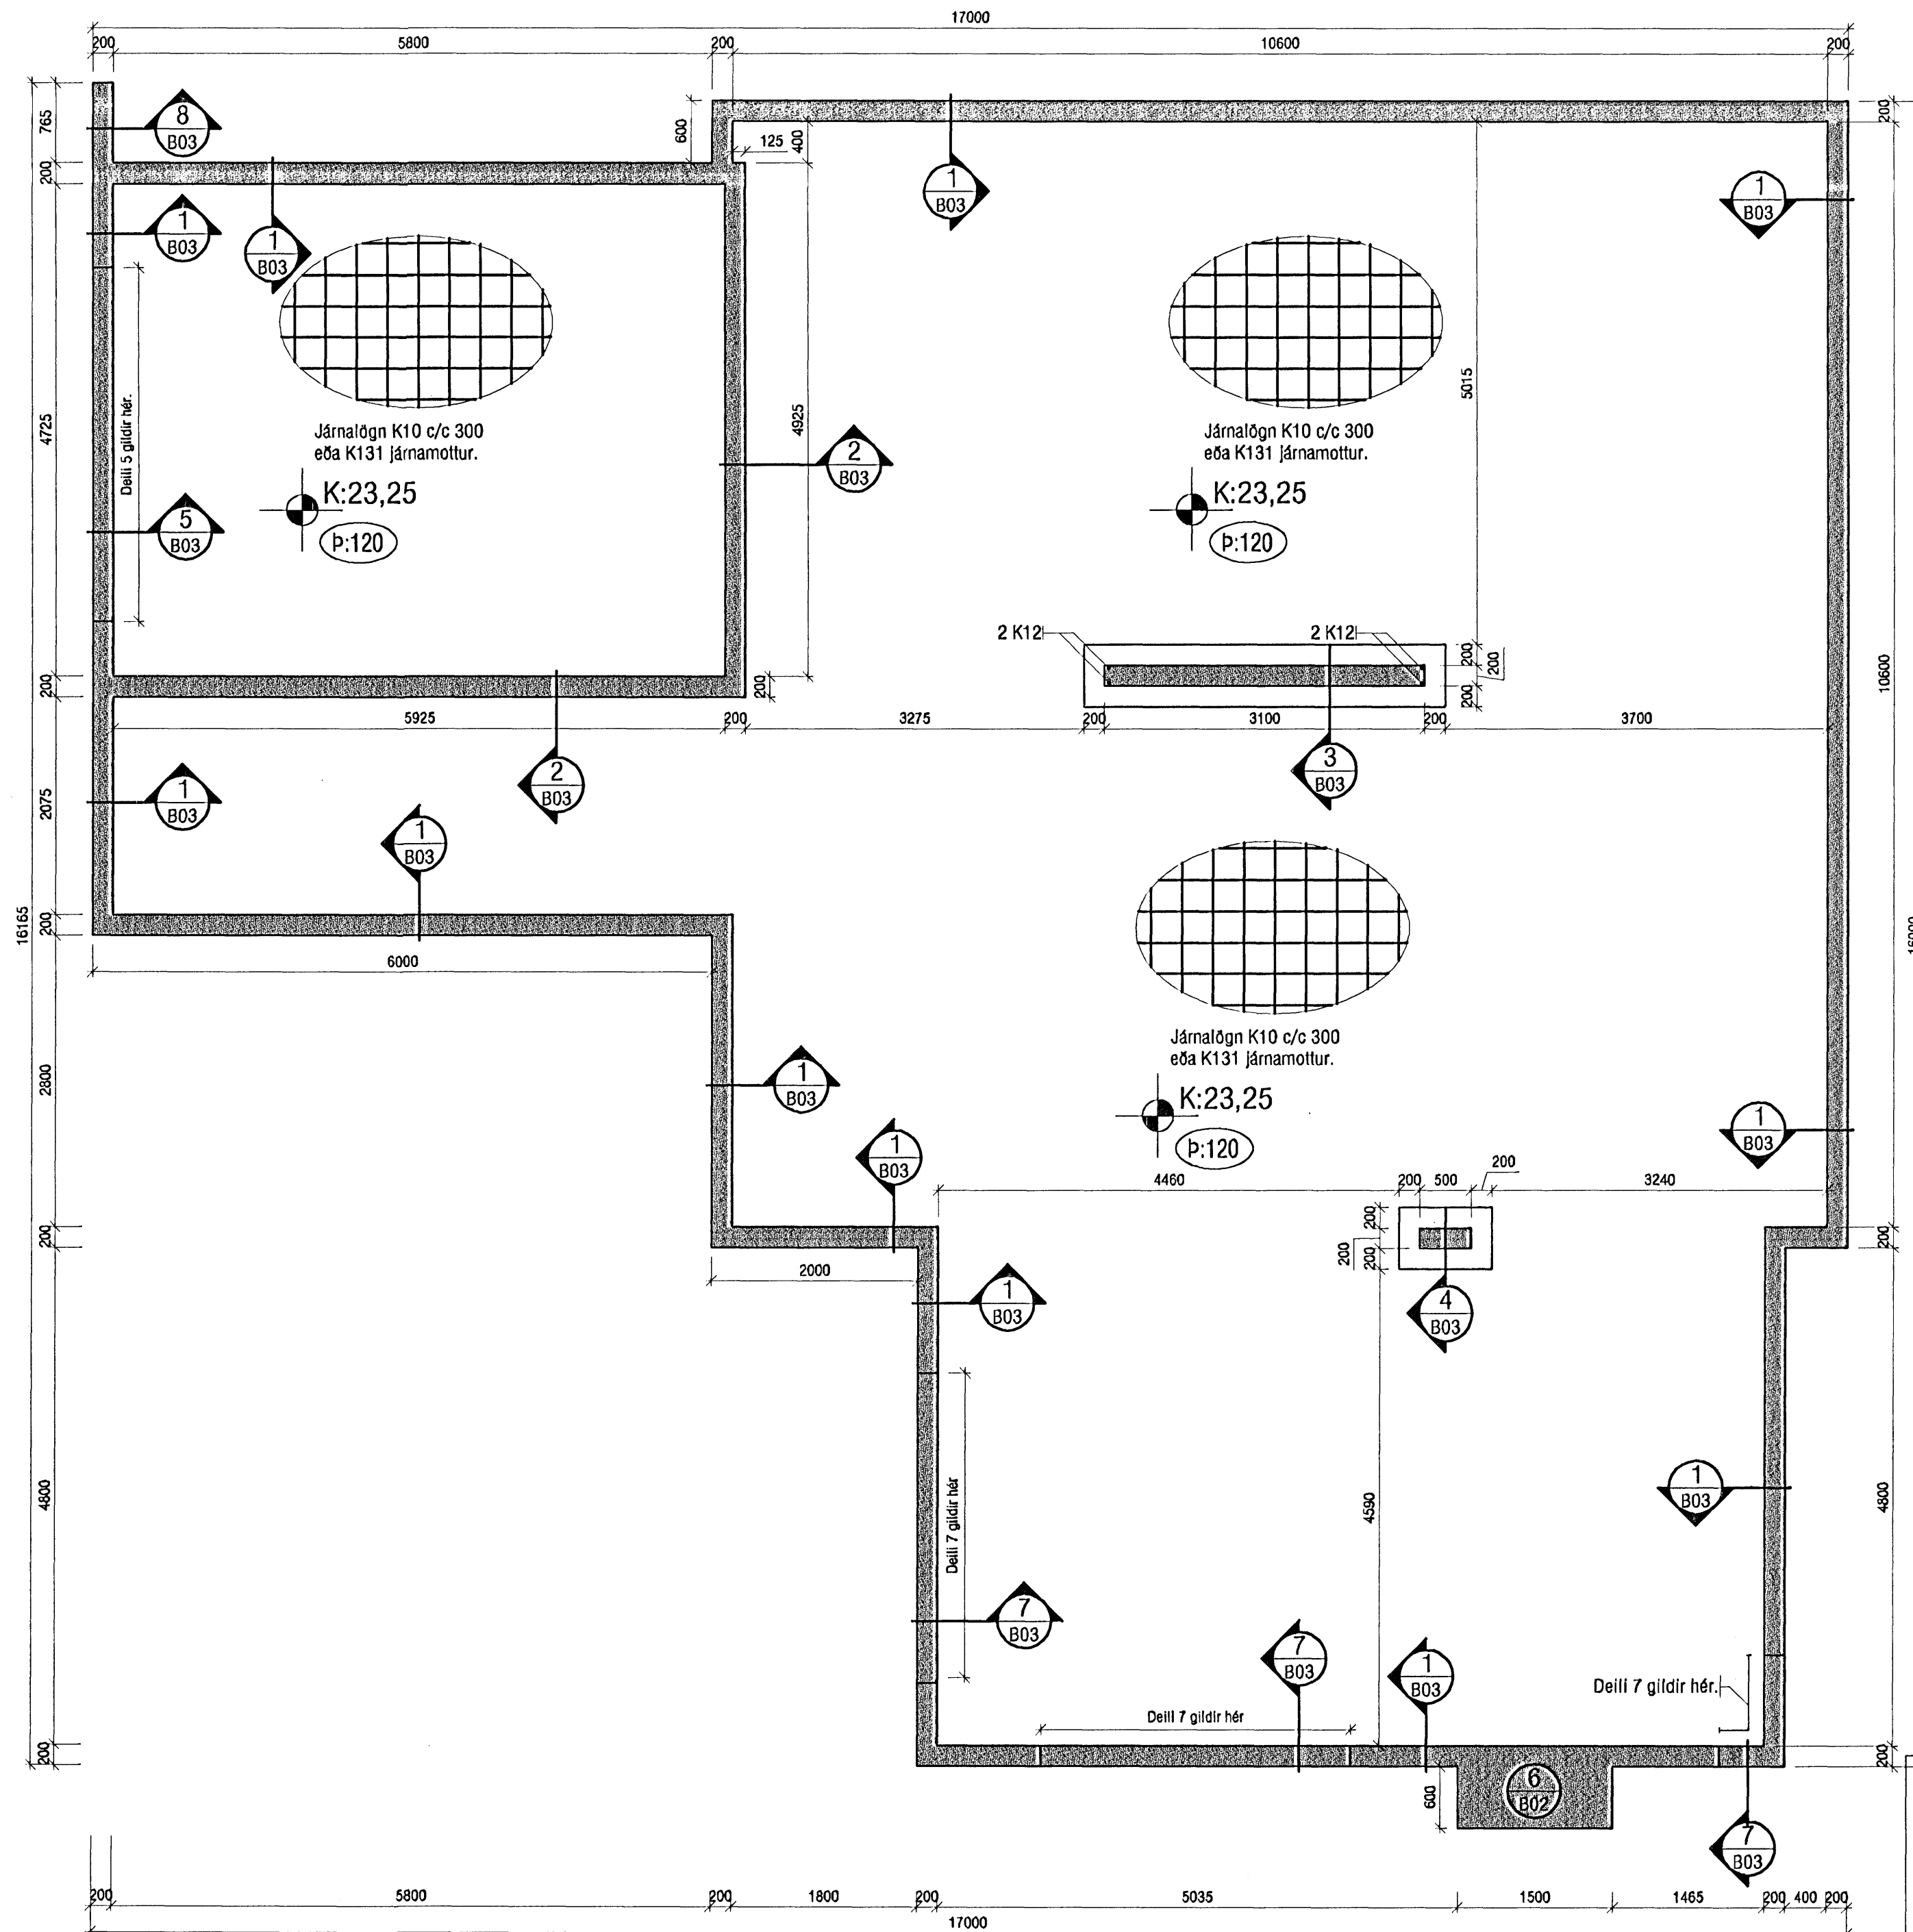 17000
200 5800 200 10600 200
8
B03
765
600
125
400
200
200
1
B03
1
B03
1
B03
1
B03
4725
Deili 5 gildir hér.
Járnalögn K10 c/c 300
eða K131 járnamottur.
K:23,25
Þ:120
5
B03
4925
2
B03
Járnalögn K10 c/c 300
eða K131 járnamottur.
K:23,25
Þ:120
5015
10600
2 K12
2 K12
200
200
200
200
200
5925 200 3275 200 3100 200 3700
2
B03
3
B03
2075
1
B03
1
B03
200
16165
6000
16000
Járnalögn K10 c/c 300
eða K131 járnamottur.
K:23,25
Þ:120
2800
1
B03
1
B03
1
B03
4460 200 500 200 3240
200
200
200
200
200
2000
1
B03
4
B03
4800
Deili 7 gildir hér
4590
1
B03
4800
7
B03
7
B03
1
B03
Deili 7 gildir hér.
Deili 7 gildir hér
200
200
600
6
B02
7
B03
200 5800 200 1800 200 5035 1500 1465 200 400 200
17000